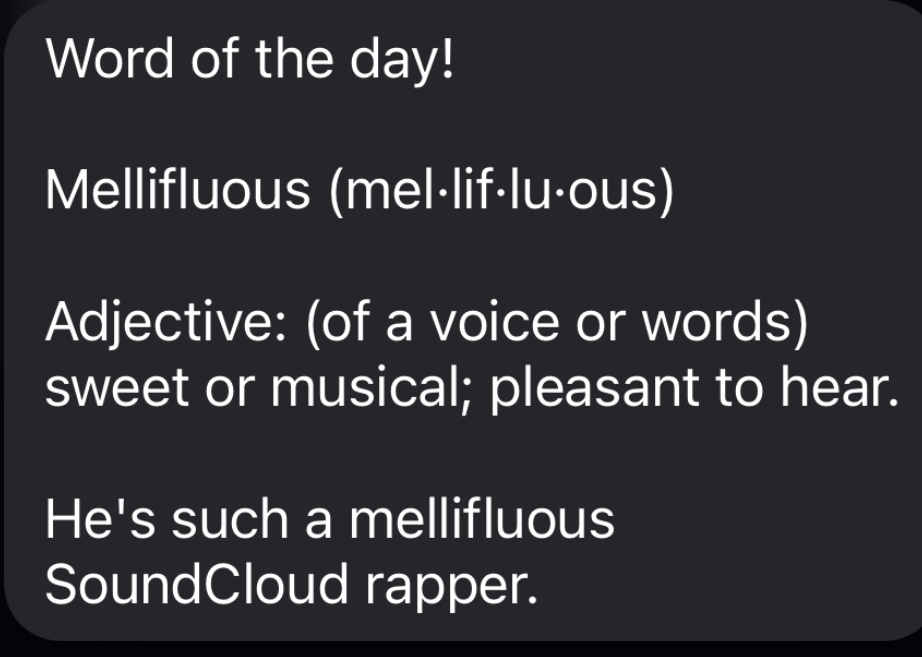 Word of the day!
Mellifluous (mel·lif·lu·ous)
Adjective: (of a voice or words)
sweet or musical; pleasant to hear.
He's such a mellifluous
SoundCloud rapper.